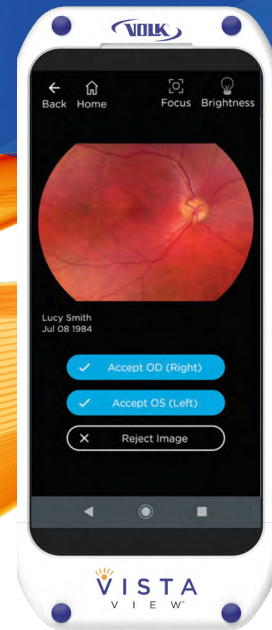 VOLK
Back Home Focus Brightness
Lucy Smith
Jul 08 1984
Accept OD (Right)
Accept OS (Left)
Reject Image
VISTA
VIEW™